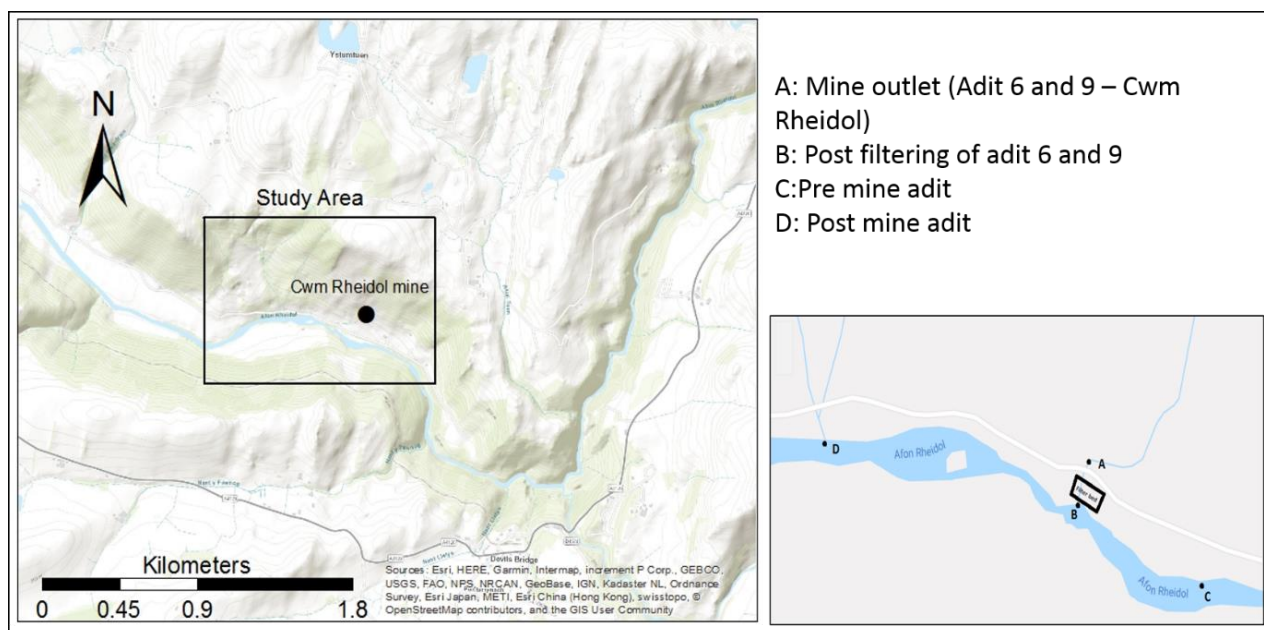 Ystumtuen
N
Study Area
Cwm Rheidol mine
Afon Rheidol
Devils Bridge
Kilometers
0 0.45 0.9 1.8
Sources: Esri, HERE, Garmin, Intermap, increment P Corp., GEBCO,
USGS, FAO, NPS, NRCAN, GeoBase, IGN, Kadaster NL, Ordnance
Survey, Esri Japan, METI, Esri China (Hong Kong), swisstopo, ©
OpenStreetMap contributors, and the GIS User Community
A: Mine outlet (Adit 6 and 9 – Cwm
Rheidol)
B: Post filtering of adit 6 and 9
C:Pre mine adit
D: Post mine adit
D
Afon Rheidol
A
Filter bed
B
Afon Rheidol
C